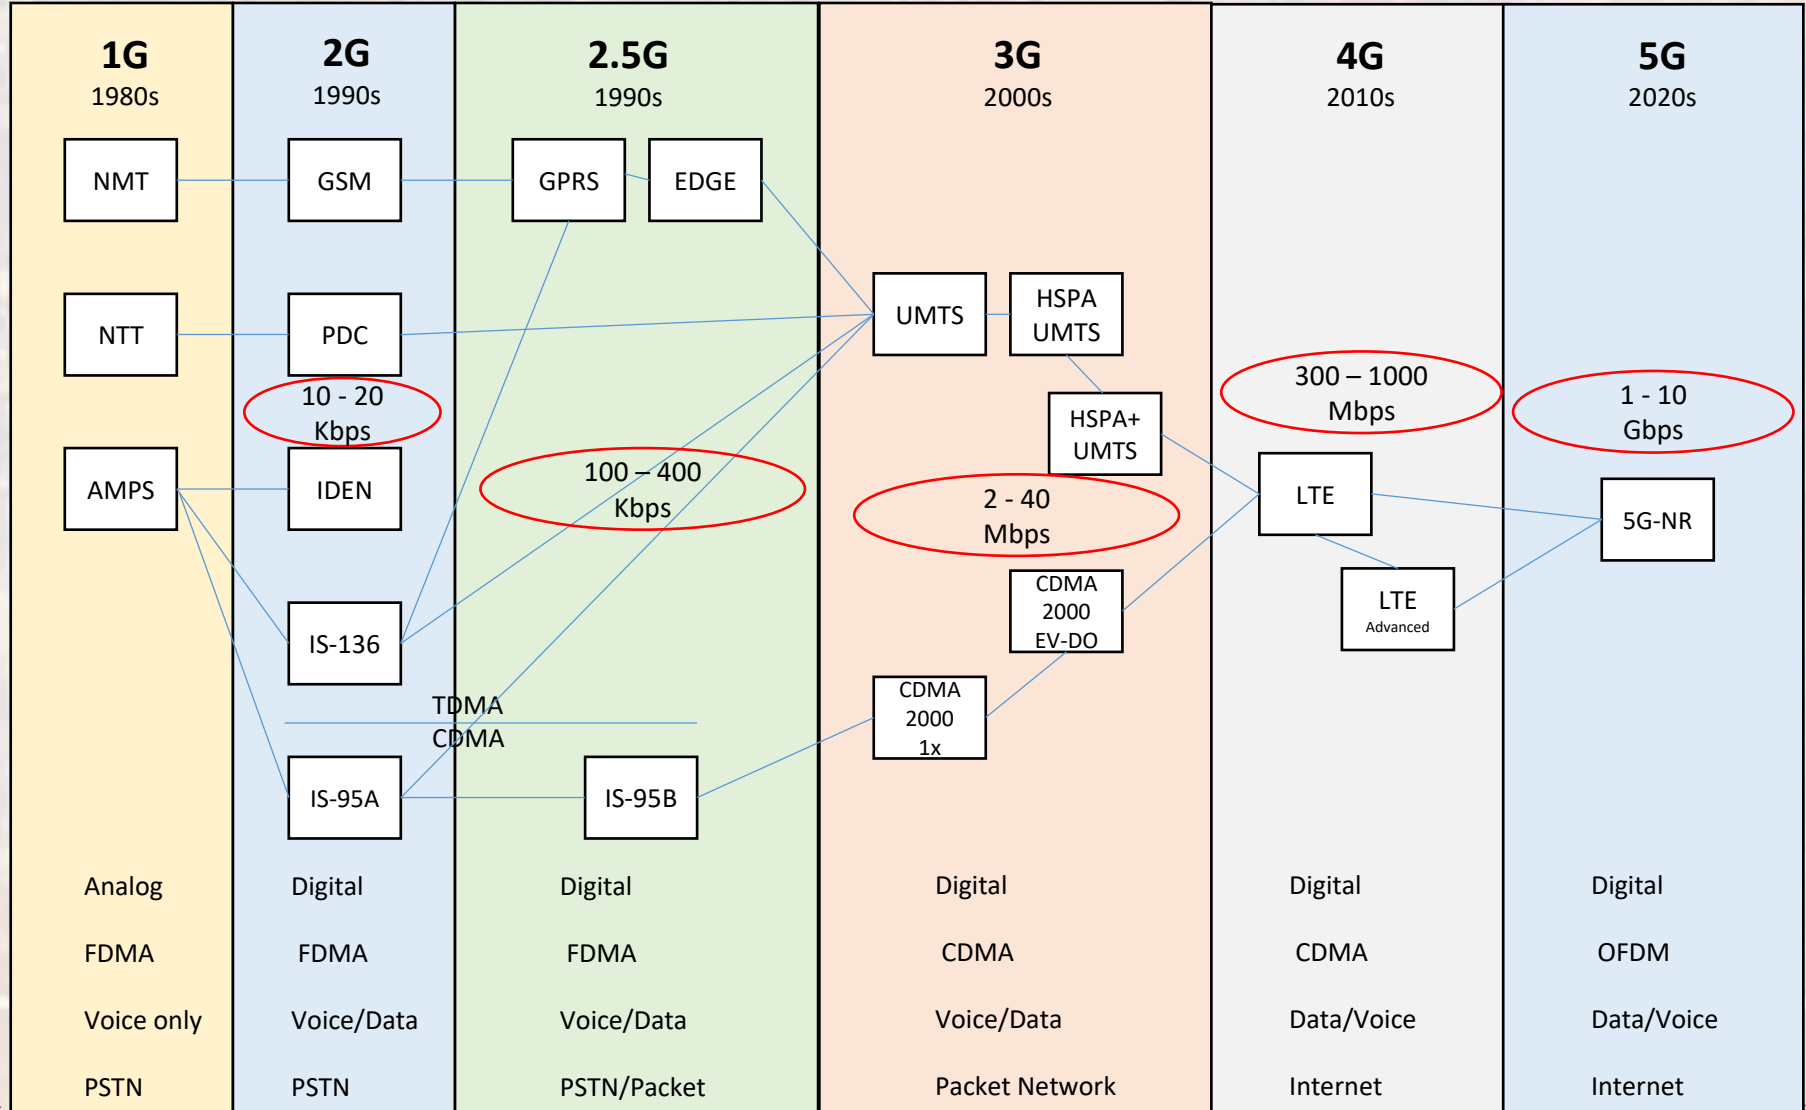 1G
1980s
2G
1990s
2.5G
1990s
3G
2000s
4G
2010s
5G
2020s
NMT
GSM
GPRS
EDGE
NTT
PDC
UMTS
HSPA
UMTS
10 - 20
Kbps
300 – 1000
Mbps
1 - 10
Gbps
HSPA+
UMTS
AMPS
IDEN
100 – 400
Kbps
2 - 40
Mbps
LTE
5G-NR
IS-136
CDMA
2000
EV-DO
LTE
Advanced
TDMA
CDMA
CDMA
2000
1x
IS-95A
IS-95B
Analog
Digital
Digital
Digital
Digital
Digital
FDMA
FDMA
FDMA
CDMA
CDMA
OFDM
Voice only
Voice/Data
Voice/Data
Voice/Data
Data/Voice
Data/Voice
PSTN
PSTN
PSTN/Packet
Packet Network
Internet
Internet